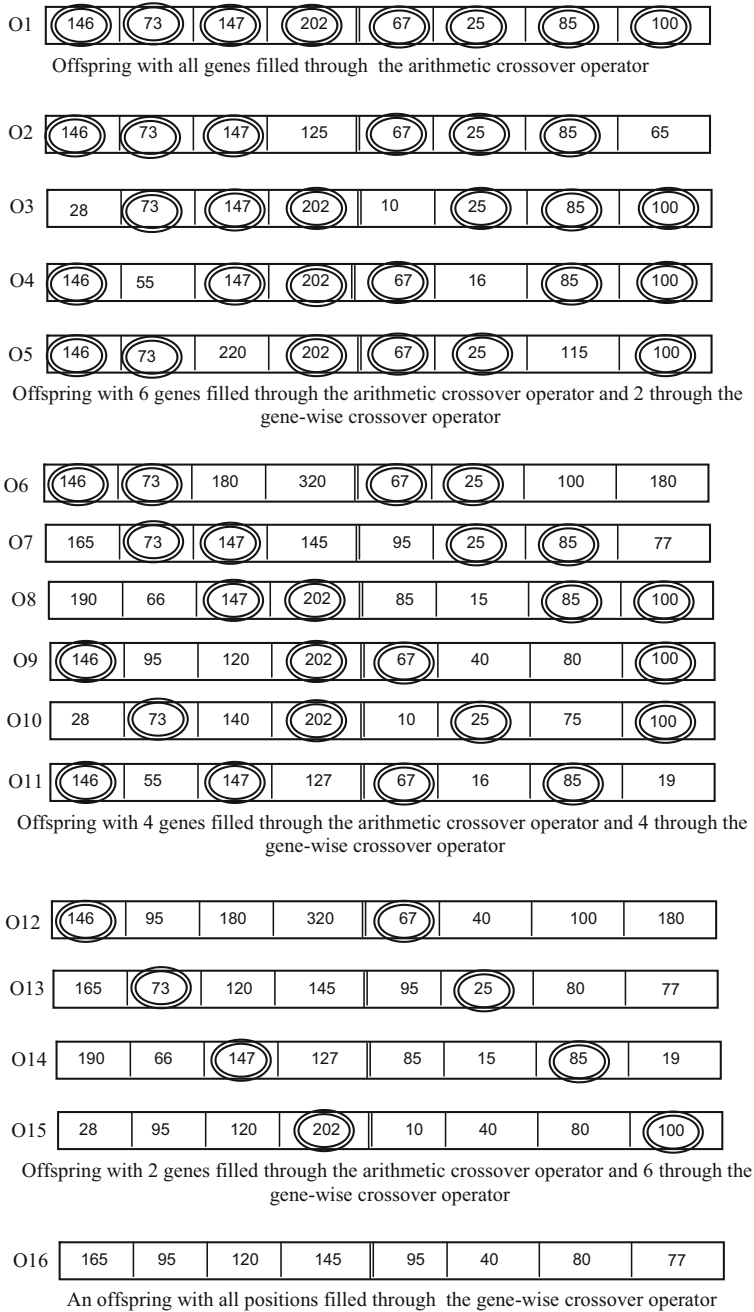 O1 146 73 147 202 67 25 85 100
Offspring with all genes filled through the arithmetic crossover operator
O2 146 73 147 125 67 25 85 65
O3 28 73 147 202 10 25 85 100
O4 146 55 147 202 67 16 85 100
O5 146 73 220 202 67 25 115 100
Offspring with 6 genes filled through the arithmetic crossover operator and 2 through the
gene-wise crossover operator
O6 146 73 180 320 67 25 100 180
O7 165 73 147 145 95 25 85 77
O8 190 66 147 202 85 15 85 100
O9 146 95 120 202 67 40 80 100
O10 28 73 140 202 10 25 75 100
O11 146 55 147 127 67 16 85 19
Offspring with 4 genes filled through the arithmetic crossover operator and 4 through the
gene-wise crossover operator
O12 146 95 180 320 67 40 100 180
O13 165 73 120 145 95 25 80 77
O14 190 66 147 127 85 15 85 19
O15 28 95 120 202 10 40 80 100
Offspring with 2 genes filled through the arithmetic crossover operator and 6 through the
gene-wise crossover operator
O16 165 95 120 145 95 40 80 77
An offspring with all positions filled through the gene-wise crossover operator